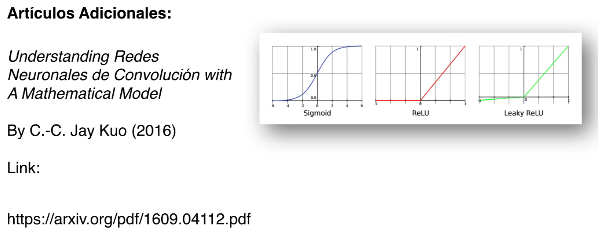 Artículos Adicionales:
Understanding Redes
Neuronales de Convolución with
A Mathematical Model
By C.-C. Jay Kuo (2016)
Link:
https://arxiv.org/pdf/1609.04112.pdf
Sigmoid
ReLU
Leaky ReLU